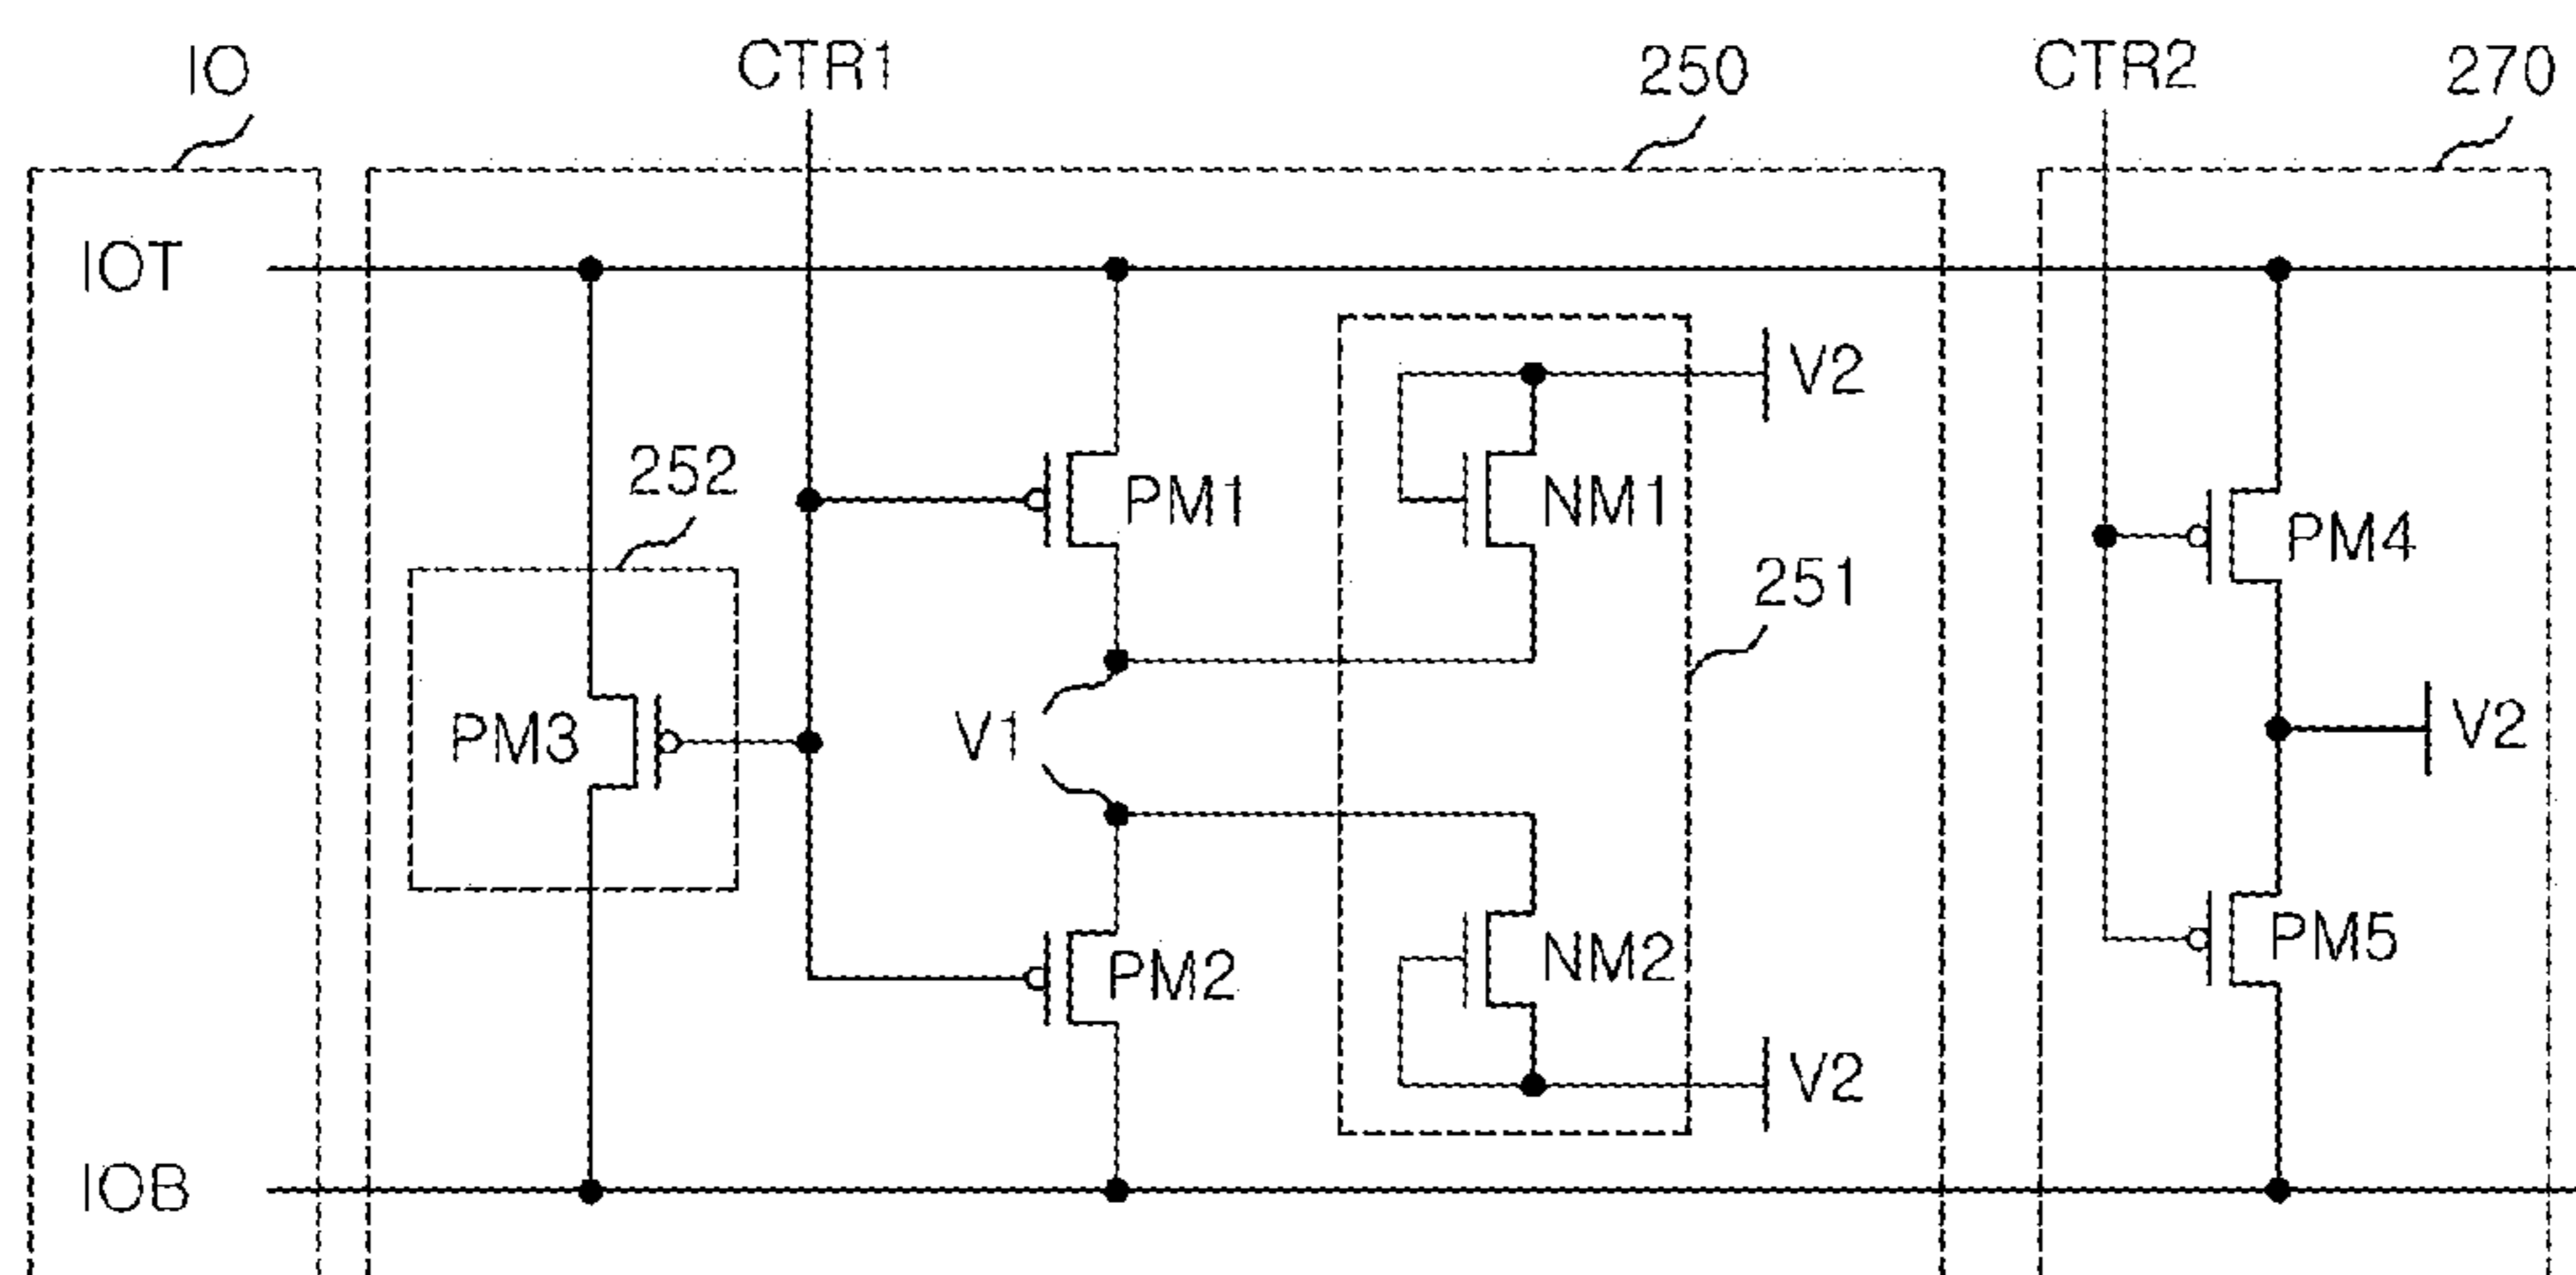 IO
CTR1
250
CTR2
270
IOT
V2
252
PM1
NM1
PM4
251
PM3
V1
V2
PM2
NM2
PM5
V2
IOB